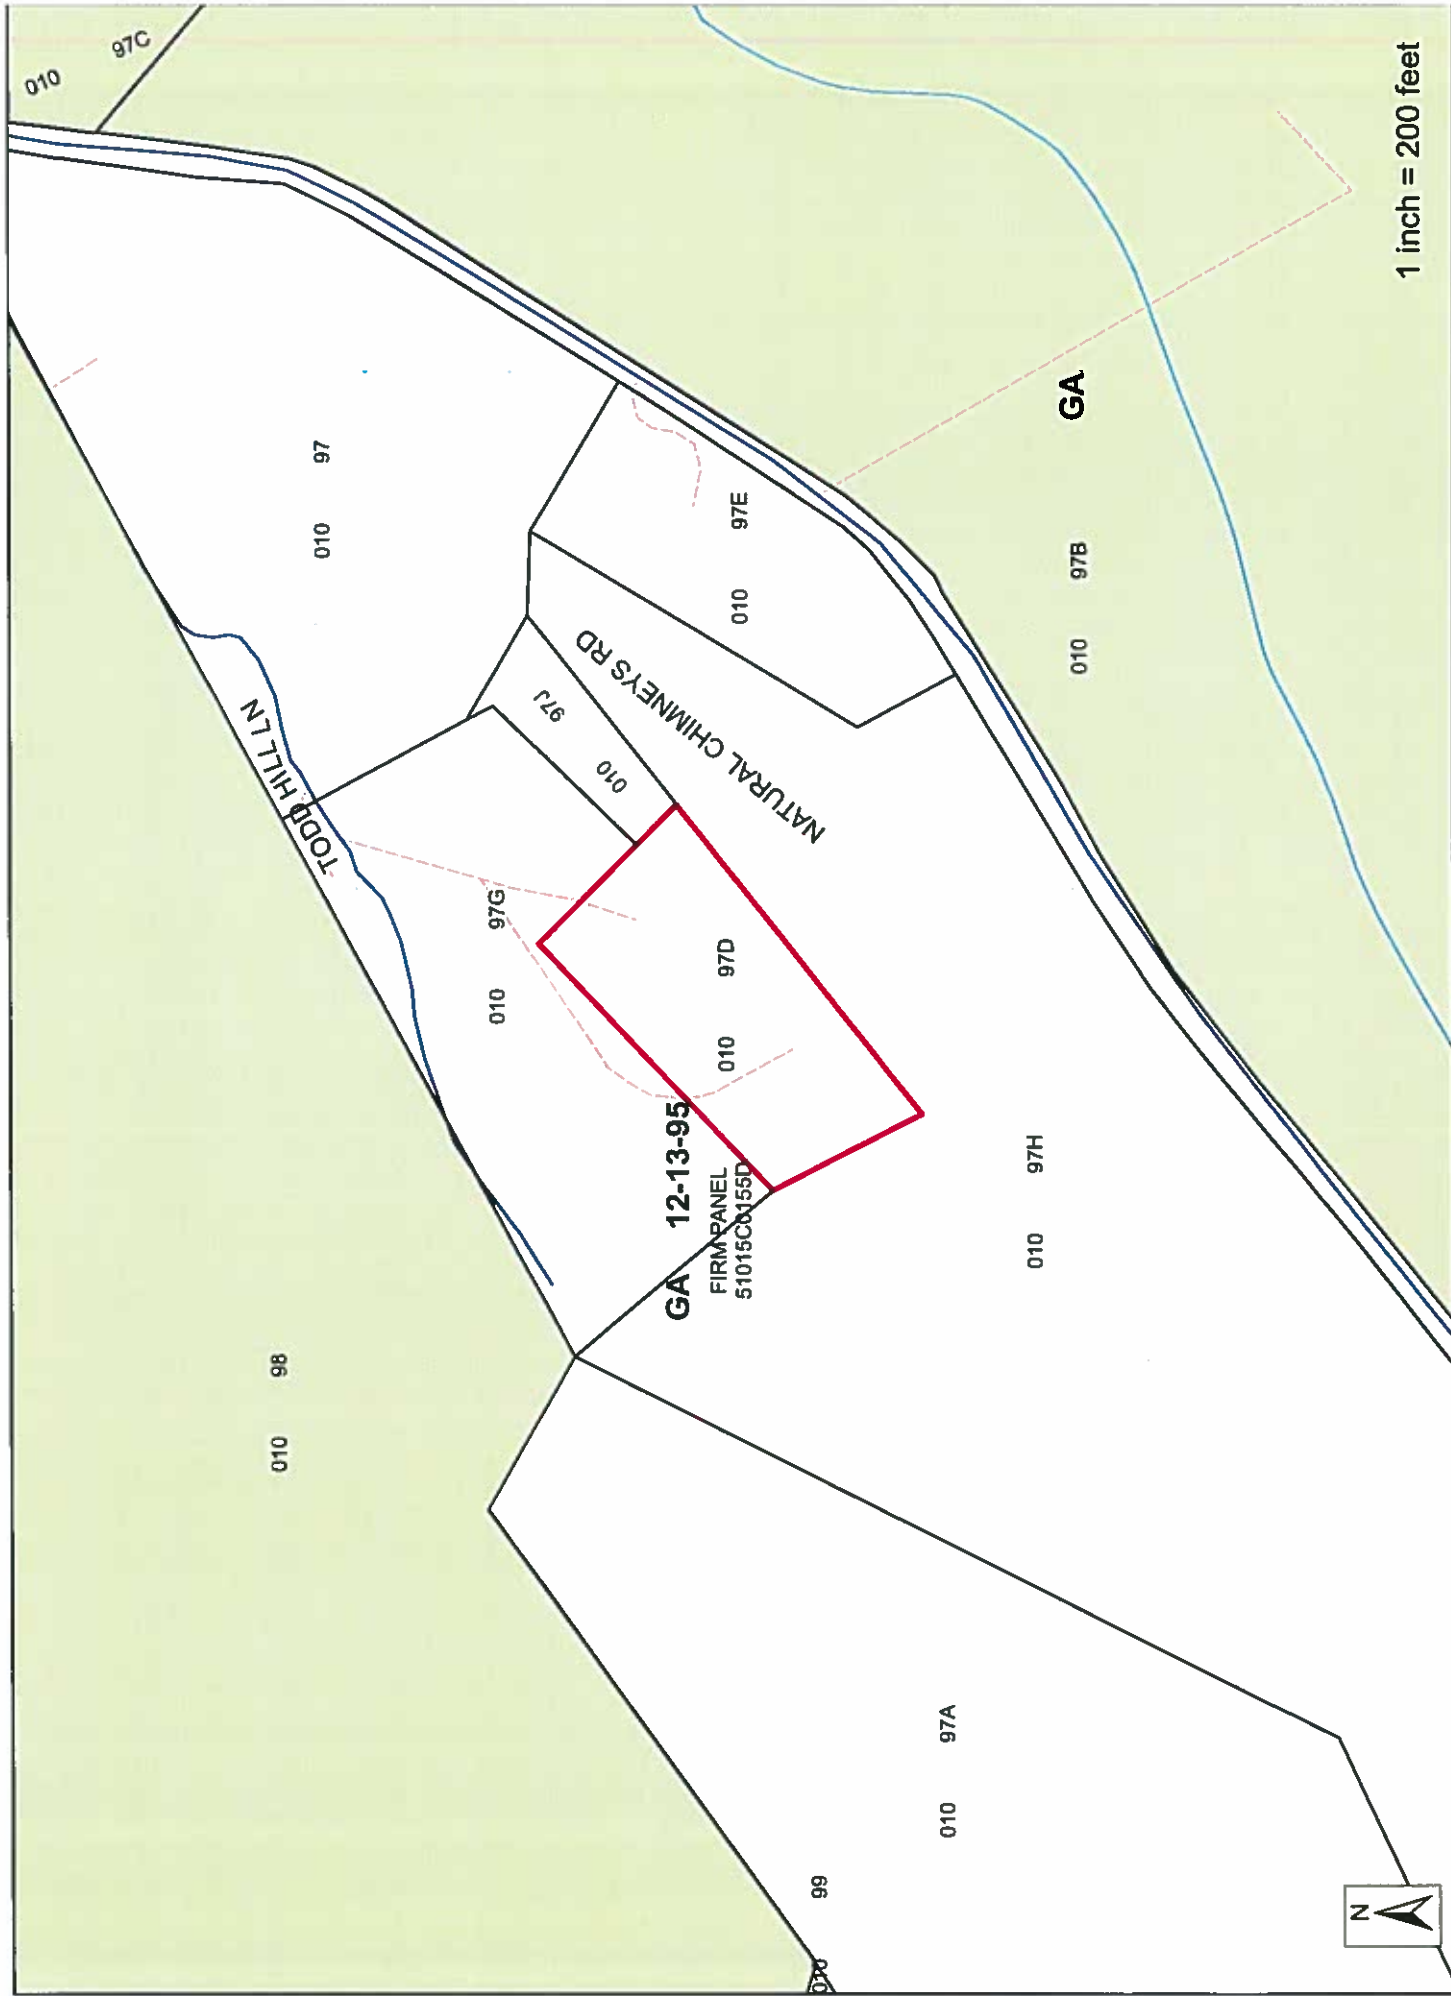 010 97C
TODD HILL LN
010 97
010 98
010 97G
010 97J
NATURAL CHIMNEYS RD
010 97E
GA 12-13-95
FIRM PANEL
51015C0155D
010 97D
GA
010 97B
010 97H
010 97A
010 99
N
1 inch = 200 feet